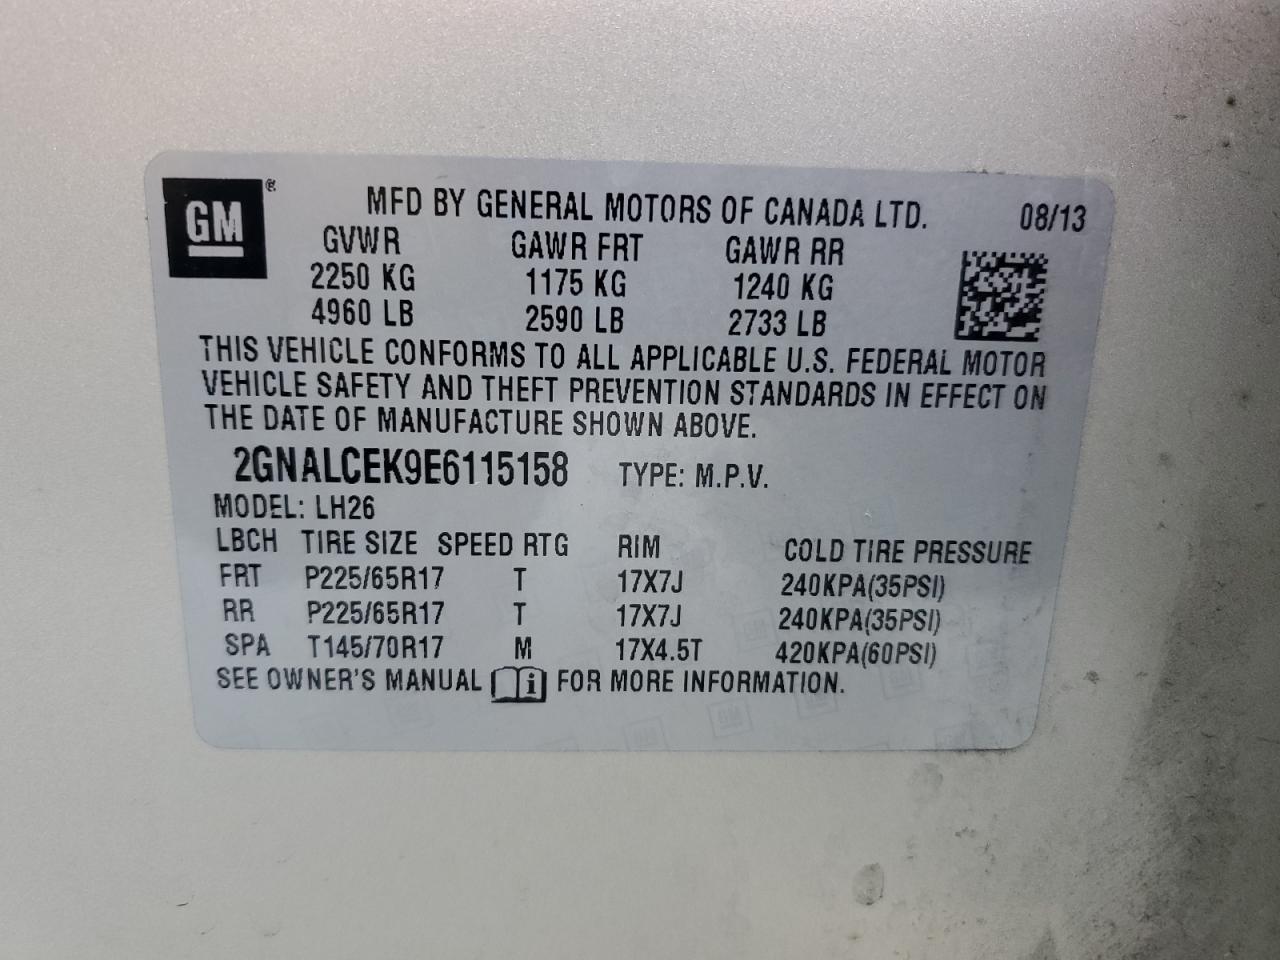 GM® MFD BY GENERAL MOTORS OF CANADA LTD. 08/13
GVWR GAWR FRT GAWR RR
2250 KG 1175 KG 1240 KG
4960 LB 2590 LB 2733 LB
THIS VEHICLE CONFORMS TO ALL APPLICABLE U.S. FEDERAL MOTOR
VEHICLE SAFETY AND THEFT PREVENTION STANDARDS IN EFFECT ON
THE DATE OF MANUFACTURE SHOWN ABOVE.
2GNALCEK9E6115158 TYPE: M.P.V.
MODEL: LH26
LBCH TIRE SIZE SPEED RTG RIM COLD TIRE PRESSURE
FRT P225/65R17 T 17X7J 240KPA(35PSI)
RR P225/65R17 T 17X7J 240KPA(35PSI)
SPA T145/70R17 M 17X4.5T 420KPA(60PSI)
SEE OWNER'S MANUAL i FOR MORE INFORMATION.